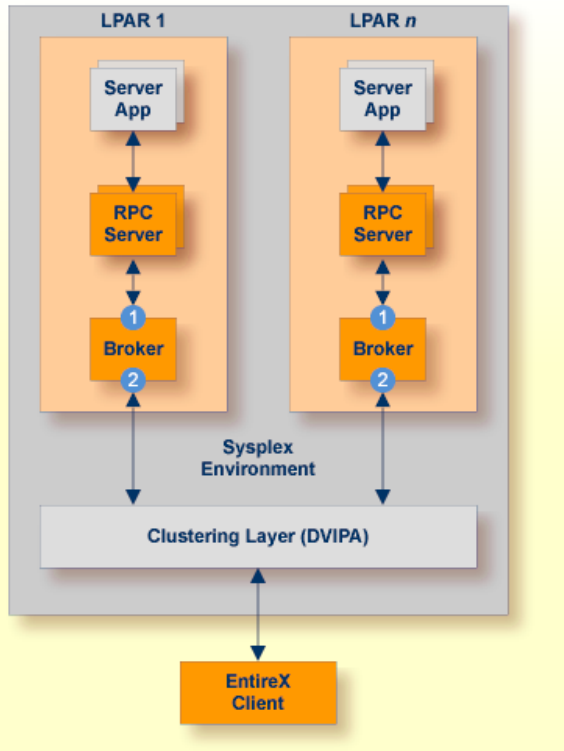 LPAR 1
LPAR n
Server
App
Server
App
RPC
Server
RPC
Server
1
1
Broker
Broker
2
2
Sysplex
Environment
Clustering Layer (DVIPA)
EntireX
Client